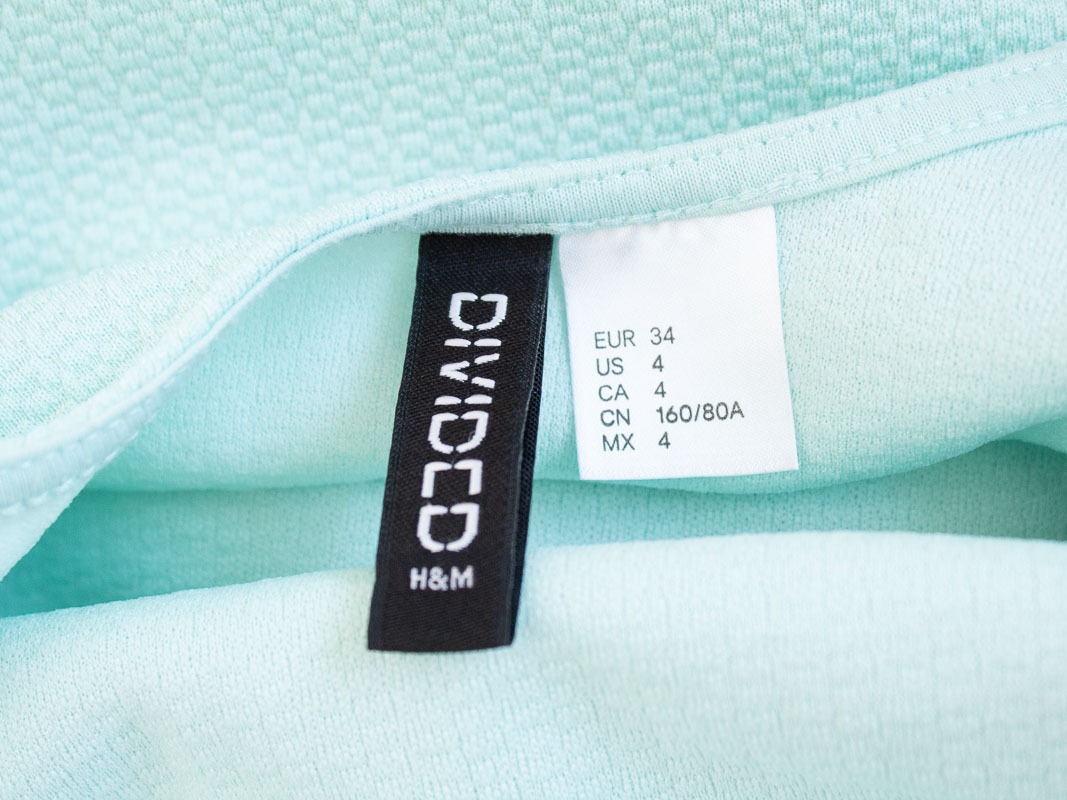 DIVIDED
H&M
EUR 34
US 4
CA 4
CN 160/80A
MX 4